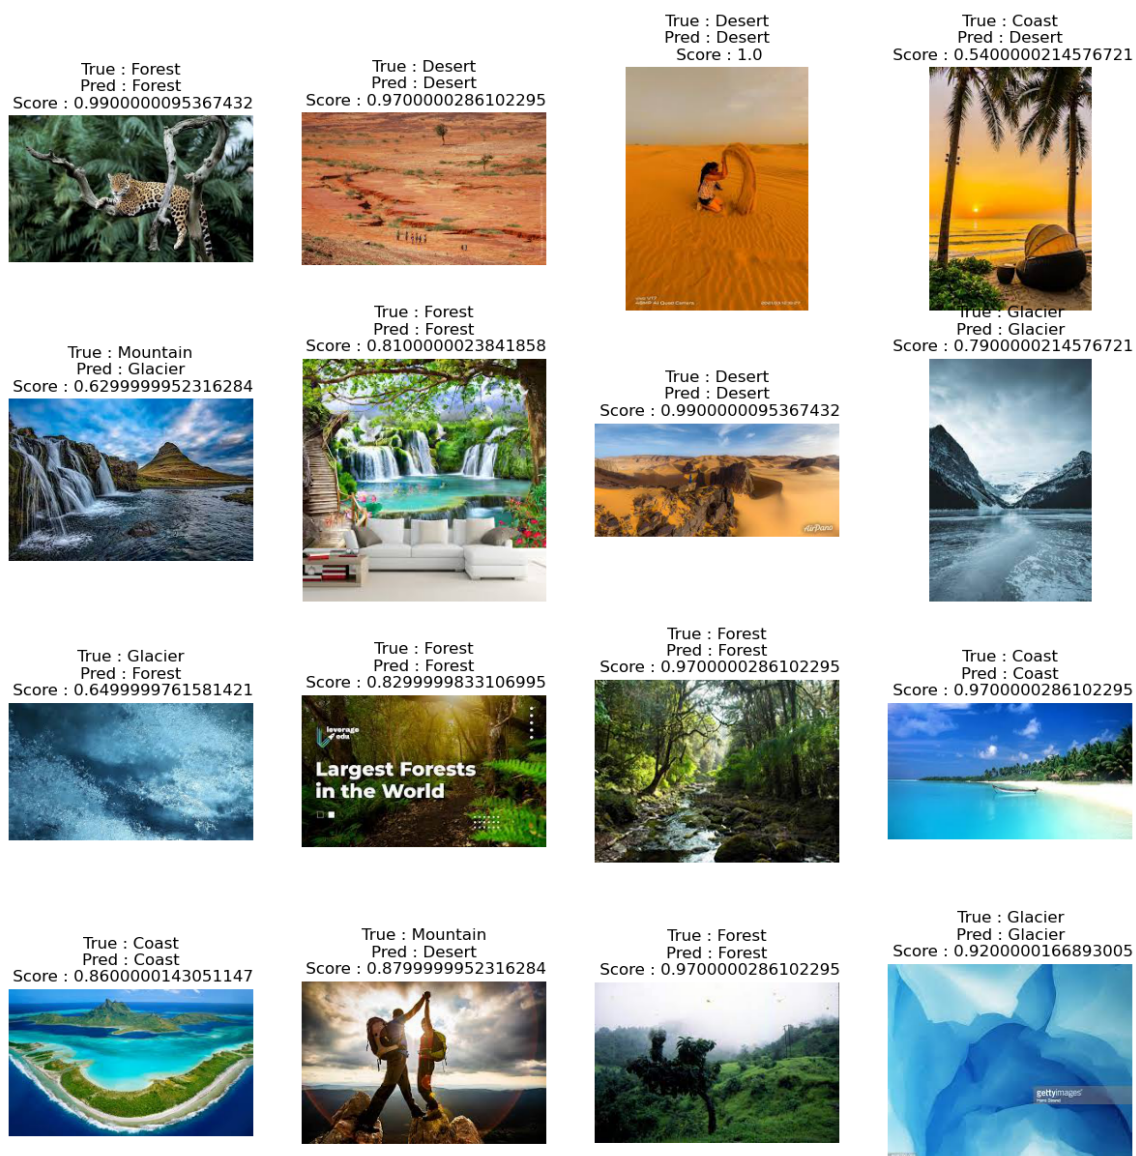 True : Forest
Pred : Forest
Score : 0.9900000095367432
True : Desert
Pred : Desert
Score : 0.9700000286102295
True : Desert
Pred : Desert
Score : 1.0
True : Coast
Pred : Desert
Score : 0.5400000214576721
True : Mountain
Pred : Glacier
Score : 0.6299999952316284
True : Forest
Pred : Forest
Score : 0.8100000023841858
True : Desert
Pred : Desert
Score : 0.9900000095367432
AirPano
True : Glacier
Pred : Glacier
Score : 0.7900000214576721
True : Glacier
Pred : Forest
Score : 0.6499999761581421
True : Forest
Pred : Forest
Score : 0.8299999833106995
leverage
edu
Largest Forests
in the World
True : Forest
Pred : Forest
Score : 0.9700000286102295
True : Coast
Pred : Coast
Score : 0.9700000286102295
True : Coast
Pred : Coast
Score : 0.8600000143051147
True : Mountain
Pred : Desert
Score : 0.8799999952316284
True : Forest
Pred : Forest
Score : 0.9700000286102295
True : Glacier
Pred : Glacier
Score : 0.9200000166893005
gettyimages